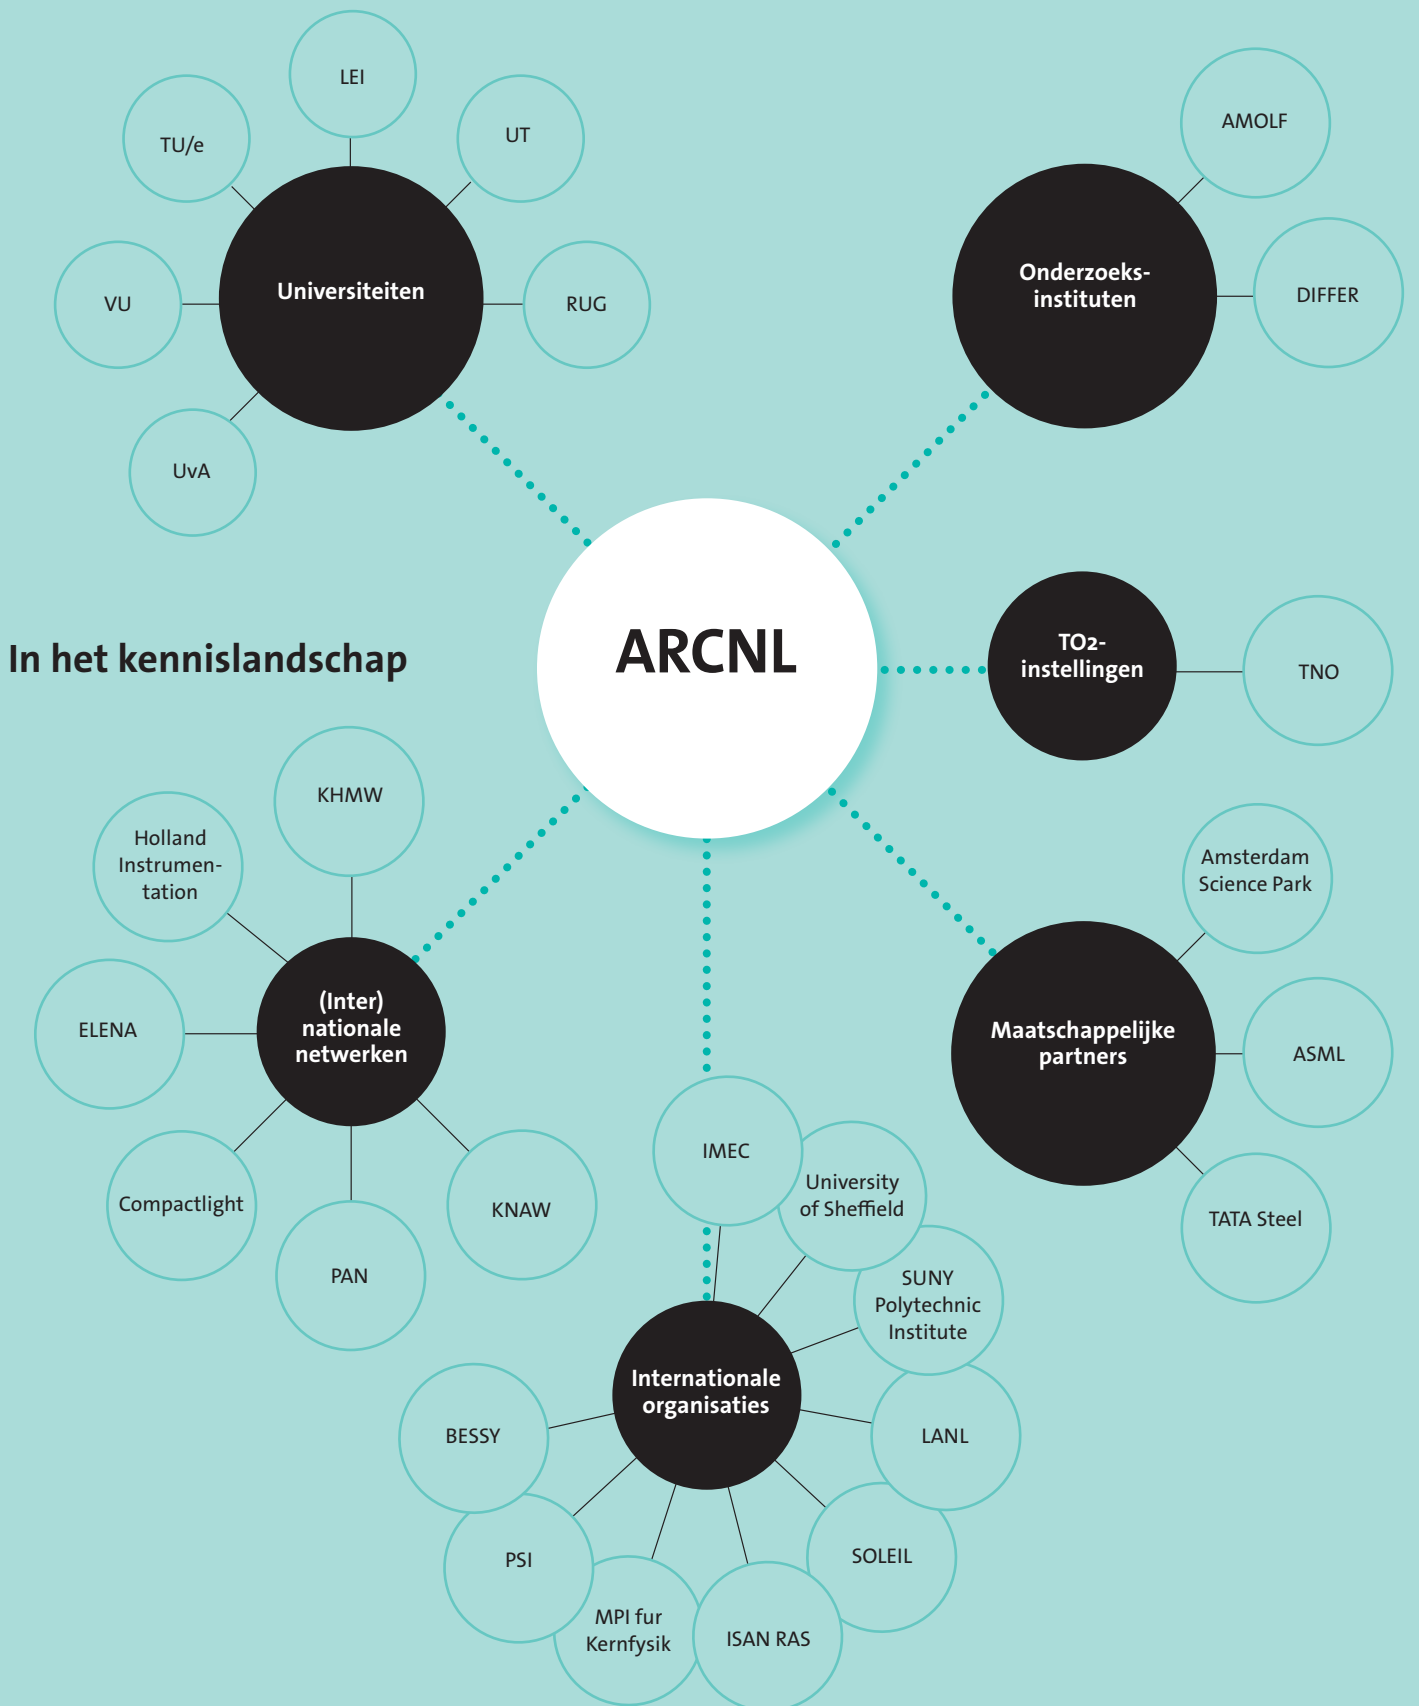 LEI
TU/e
UT
VU
Universiteiten
RUG
UvA
AMOLF
Onderzoeks-
instituten
DIFFER
ARCNL
In het kennislandschap
TO2-
instellingen
TNO
KHMW
Holland
Instrumen-
tation
ELENA
(Inter)
nationale
netwerken
Compactlight
PAN
KNAW
Amsterdam
Science Park
Maatschappelijke
partners
ASML
TATA Steel
IMEC
University
of Sheffield
SUNY
Polytechnic
Institute
Internationale
organisaties
BESSY
LANL
PSI
SOLEIL
MPI fur
Kernfysik
ISAN RAS